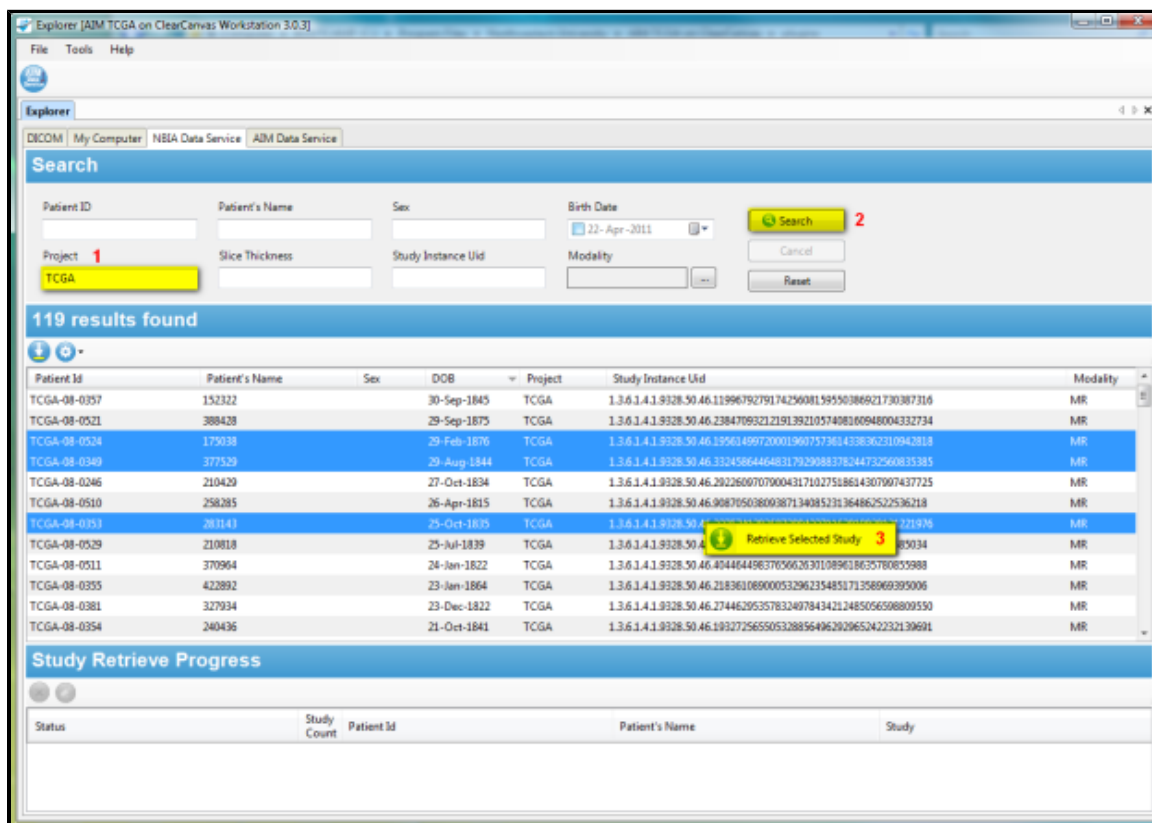 Explorer [AIM TCGA on ClearCanvas Workstation 3.0.3]
File Tools Help
Explorer
DICOM My Computer NBIA Data Service AIM Data Service
Search
Patient ID Patient's Name Sex Birth Date
22-Apr-2011 Search 2
Project 1 Slice Thickness Study Instance Uid Modality Cancel
TCGA ... Reset
119 results found
Patient Id Patient's Name Sex DOB Project Study Instance Uid Modality
TCGA-08-0357 152322 30-Sep-1845 TCGA MR
TCGA-08-0521 388428 29-Sep-1875 TCGA MR
TCGA-08-0524 175038 29-Feb-1876 TCGA MR
TCGA-08-0349 377529 29-Aug-1844 TCGA MR
TCGA-08-0246 210429 27-Oct-1834 TCGA MR
TCGA-08-0510 258285 26-Apr-1815 TCGA MR
TCGA-08-0353 283143 25-Oct-1835 TCGA MR
TCGA-08-0529 210818 25-Jul-1839 TCGA Retrieve Selected Study 3 MR
TCGA-08-0511 370964 24-Jan-1822 TCGA MR
TCGA-08-0355 422892 23-Jan-1864 TCGA MR
TCGA-08-0381 327934 23-Dec-1822 TCGA MR
TCGA-08-0354 240436 21-Oct-1841 TCGA MR
Study Retrieve Progress
Status Study Count Patient Id Patient's Name Study